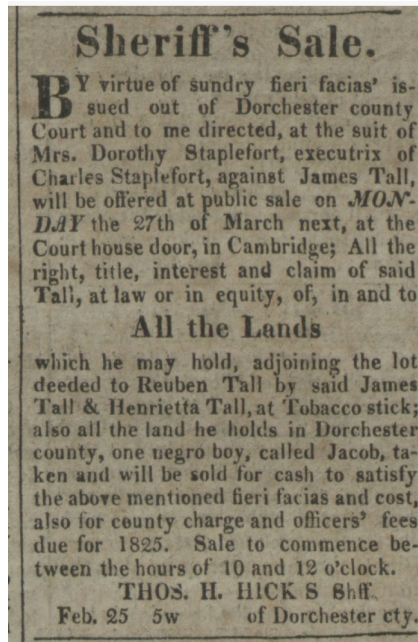 Sheriff's Sale.
BY virtue of sundry fieri facias' is-
sued out of Dorchester county
Court and to me directed, at the suit of
Mrs. Dorothy Staplefort, executrix of
Charles Staplefort, against James Tall,
will be offered at public sale on MON-
DAY the 27th of March next, at the
Court house door, in Cambridge; All the
right, title, interest and claim of said
Tall, at law or in equity, of, in and to
All the Lands
which he may hold, adjoining the lot
deeded to Reuben Tall by said James
Tall & Henrietta Tall, at Tobacco stick;
also all the land he holds in Dorchester
county, one negro boy, called Jacob, ta-
ken and will be sold for cash to satisfy
the above mentioned fieri facias and cost,
also for county charge and officers' fees
due for 1825. Sale to commence be-
tween the hours of 10 and 12 o'clock.
THOS. H. HICKS Shff.
Feb. 25 5w of Dorchester cty.